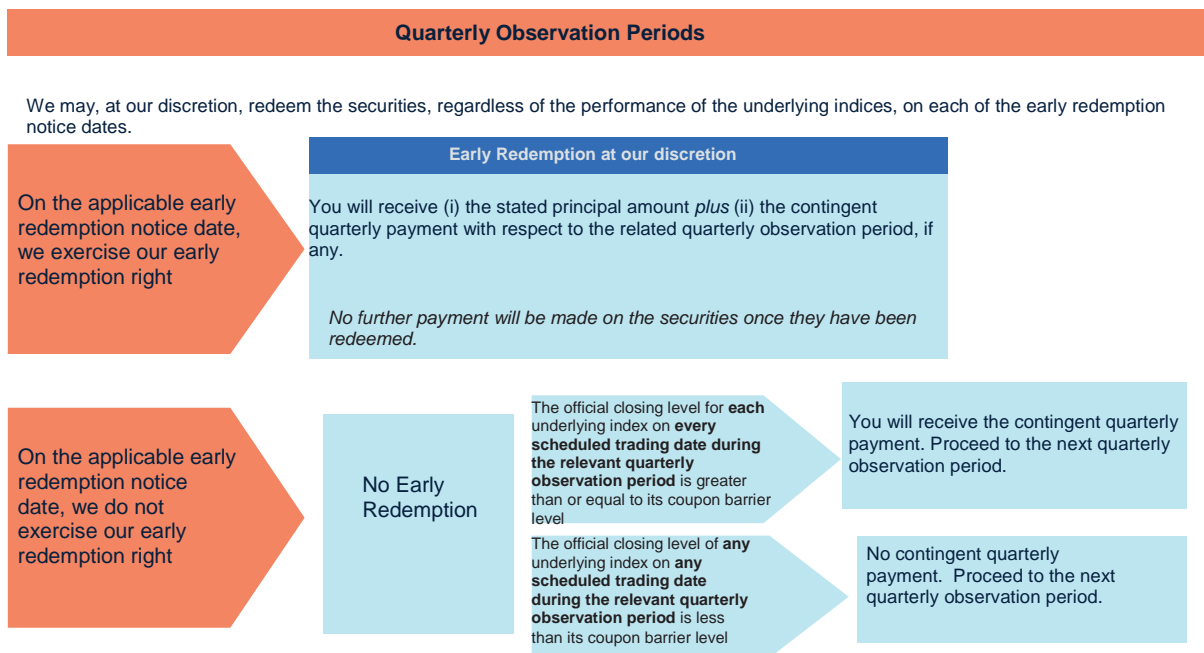 Quarterly Observation Periods
We may, at our discretion, redeem the securities, regardless of the performance of the underlying indices, on each of the early redemption
notice dates.
On the applicable early
redemption notice date,
we exercise our early
redemption right
Early Redemption at our discretion
You will receive (i) the stated principal amount plus (ii) the contingent
quarterly payment with respect to the related quarterly observation period, if
any.
No further payment will be made on the securities once they have been
redeemed.
On the applicable early
redemption notice
date, we do not
exercise our early
redemption right
No Early
Redemption
The official closing level for each
underlying index on every
scheduled trading date during
the relevant quarterly
observation period is greater
than or equal to its coupon barrier
level
You will receive the contingent quarterly
payment. Proceed to the next quarterly
observation period.
The official closing level of any
underlying index on any
scheduled trading date
during the relevant quarterly
observation period is less
than its coupon barrier level
No contingent quarterly
payment. Proceed to the next
quarterly observation period.